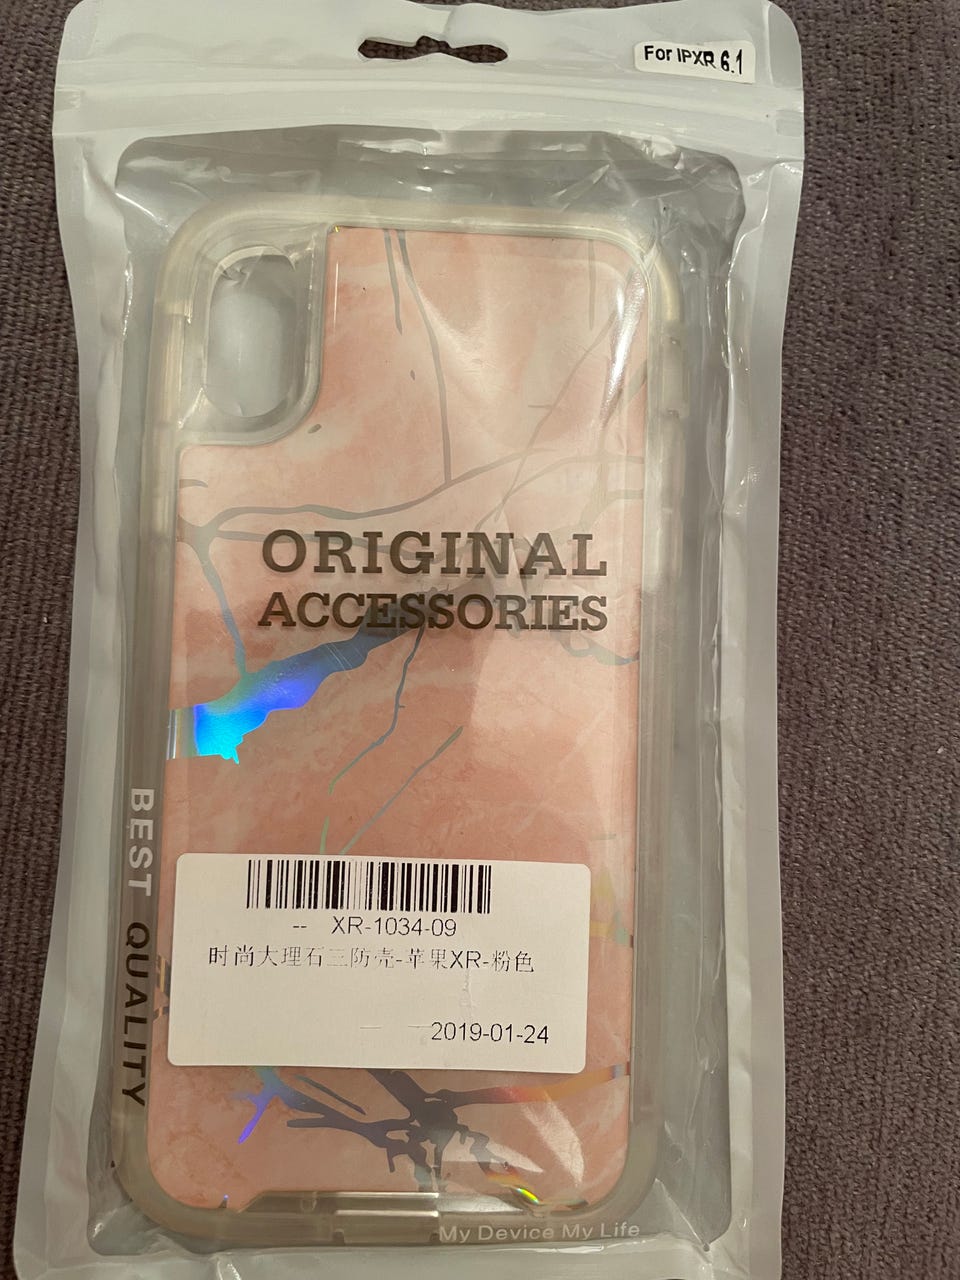 For IPXR 6.1
ORIGINAL
ACCESSORIES
BEST QUALITY
-- XR-1034-09
时尚大理石三防壳-苹果XR-粉色
2019-01-24
My Device My Life